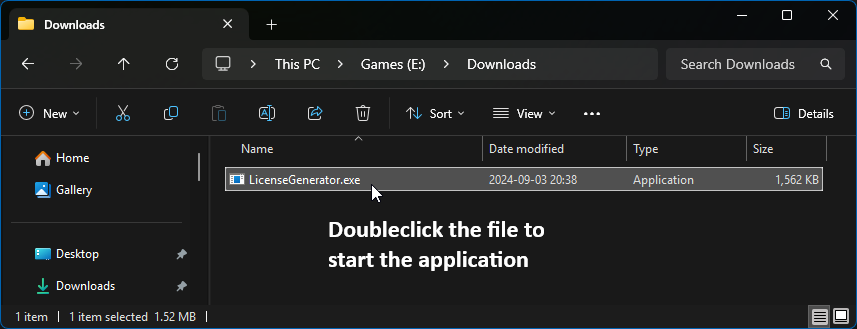 Downloads
This PC > Games (E:) > Downloads
Search Downloads
New
Sort
View
Details
Name
Date modified
Type
Size
Home
Gallery
LicenseGenerator.exe
2024-09-03 20:38
Application
1,562 KB
Doubleclick the file to
start the application
Desktop
Downloads
1 item
1 item selected 1.52 MB